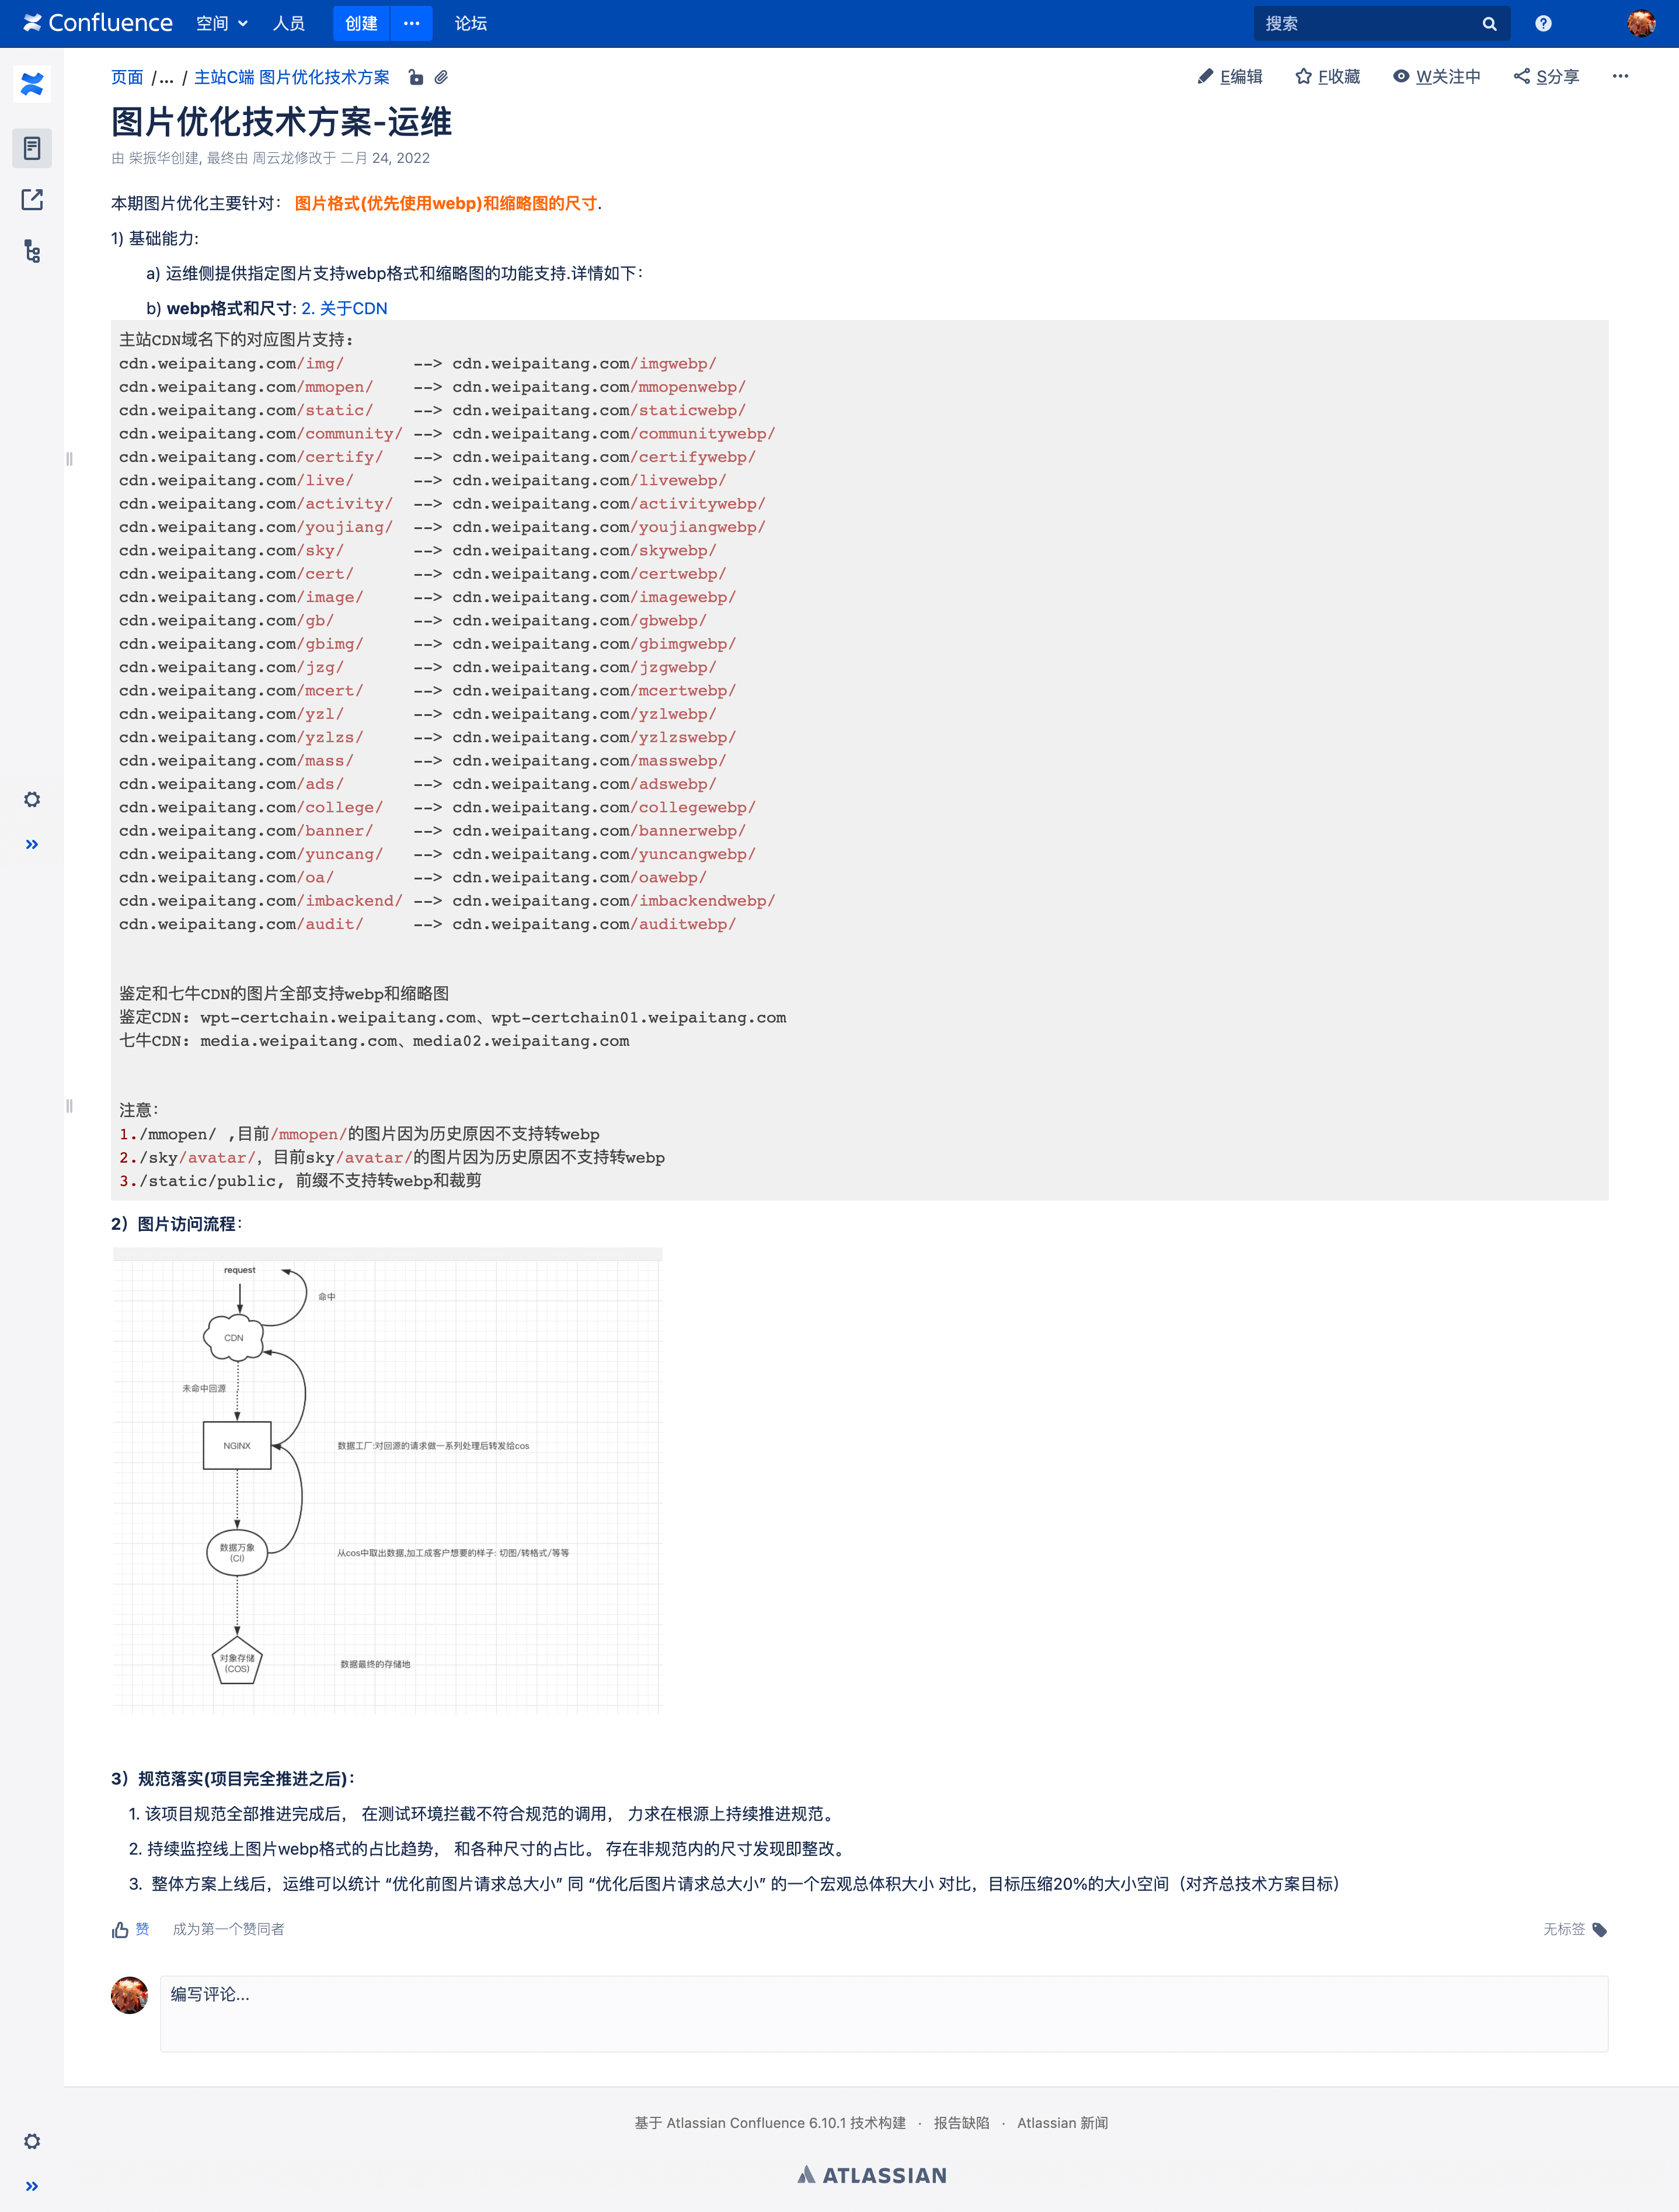 Confluence 空间 人员 创建 ··· 论坛 搜索
页面 /... / 主站C端 图片优化技术方案 E编辑 F收藏 W关注中 S分享 ···
图片优化技术方案-运维
由 柴振华创建, 最终由 周云龙修改于 二月 24, 2022
本期图片优化主要针对： 图片格式(优先使用webp)和缩略图的尺寸.
1) 基础能力:
a) 运维侧提供指定图片支持webp格式和缩略图的功能支持.详情如下：
b) webp格式和尺寸: 2. 关于CDN
主站CDN域名下的对应图片支持:
cdn.weipaitang.com/img/ --> cdn.weipaitang.com/imgwebp/
cdn.weipaitang.com/mmopen/ --> cdn.weipaitang.com/mmopenwebp/
cdn.weipaitang.com/static/ --> cdn.weipaitang.com/staticwebp/
cdn.weipaitang.com/community/ --> cdn.weipaitang.com/communitywebp/
cdn.weipaitang.com/certify/ --> cdn.weipaitang.com/certifywebp/
cdn.weipaitang.com/live/ --> cdn.weipaitang.com/livewebp/
cdn.weipaitang.com/activity/ --> cdn.weipaitang.com/activitywebp/
cdn.weipaitang.com/youjiang/ --> cdn.weipaitang.com/youjiangwebp/
cdn.weipaitang.com/sky/ --> cdn.weipaitang.com/skywebp/
cdn.weipaitang.com/cert/ --> cdn.weipaitang.com/certwebp/
cdn.weipaitang.com/image/ --> cdn.weipaitang.com/imagewebp/
cdn.weipaitang.com/gb/ --> cdn.weipaitang.com/gbwebp/
cdn.weipaitang.com/gbimg/ --> cdn.weipaitang.com/gbimgwebp/
cdn.weipaitang.com/jzg/ --> cdn.weipaitang.com/jzgwebp/
cdn.weipaitang.com/mcert/ --> cdn.weipaitang.com/mcertwebp/
cdn.weipaitang.com/yzl/ --> cdn.weipaitang.com/yzlwebp/
cdn.weipaitang.com/yzlzs/ --> cdn.weipaitang.com/yzlzswebp/
cdn.weipaitang.com/mass/ --> cdn.weipaitang.com/masswebp/
cdn.weipaitang.com/ads/ --> cdn.weipaitang.com/adswebp/
cdn.weipaitang.com/college/ --> cdn.weipaitang.com/collegewebp/
cdn.weipaitang.com/banner/ --> cdn.weipaitang.com/bannerwebp/
cdn.weipaitang.com/yuncang/ --> cdn.weipaitang.com/yuncangwebp/
cdn.weipaitang.com/oa/ --> cdn.weipaitang.com/oawebp/
cdn.weipaitang.com/imbackend/ --> cdn.weipaitang.com/imbackendwebp/
cdn.weipaitang.com/audit/ --> cdn.weipaitang.com/auditwebp/
鉴定和七牛CDN的图片全部支持webp和缩略图
鉴定CDN: wpt-certchain.weipaitang.com、wpt-certchain01.weipaitang.com
七牛CDN: media.weipaitang.com、media02.weipaitang.com
注意：
1./mmopen/ ,目前/mmopen/的图片因为历史原因不支持转webp
2./sky/avatar/, 目前sky/avatar/的图片因为历史原因不支持转webp
3./static/public, 前缀不支持转webp和裁剪
2）图片访问流程：
request
命中
CDN
未命中回源
NGINX
数据工厂:对回源的请求做一系列处理后转发给cos
数据万象
(CI)
从cos中取出数据,加工成客户想要的样子: 切图/转格式/等等
对象存储
(COS)
数据最终的存储地
3）规范落实(项目完全推进之后)：
1. 该项目规范全部推进完成后， 在测试环境拦截不符合规范的调用， 力求在根源上持续推进规范。
2. 持续监控线上图片webp格式的占比趋势， 和各种尺寸的占比。 存在非规范内的尺寸发现即整改。
3. 整体方案上线后，运维可以统计 “优化前图片请求总大小” 同 “优化后图片请求总大小” 的一个宏观总体积大小 对比，目标压缩20%的大小空间（对齐总技术方案目标）
赞 成为第一个赞同者 无标签
编写评论...
基于 Atlassian Confluence 6.10.1 技术构建 · 报告缺陷 · Atlassian 新闻
ATLASSIAN